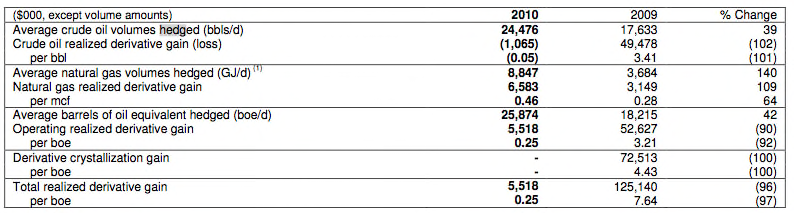 ($000, except volume amounts) 2010 2009 % Change
Average crude oil volumes hedged (bbls/d) 24,476 17,633 39
Crude oil realized derivative gain (loss) (1,065) 49,478 (102)
per bbl (0.05) 3.41 (101)
Average natural gas volumes hedged (GJ/d) (1) 8,847 3,684 140
Natural gas realized derivative gain 6,583 3,149 109
per mcf 0.46 0.28 64
Average barrels of oil equivalent hedged (boe/d) 25,874 18,215 42
Operating realized derivative gain 5,518 52,627 (90)
per boe 0.25 3.21 (92)
Derivative crystallization gain - 72,513 (100)
per boe - 4.43 (100)
Total realized derivative gain 5,518 125,140 (96)
per boe 0.25 7.64 (97)